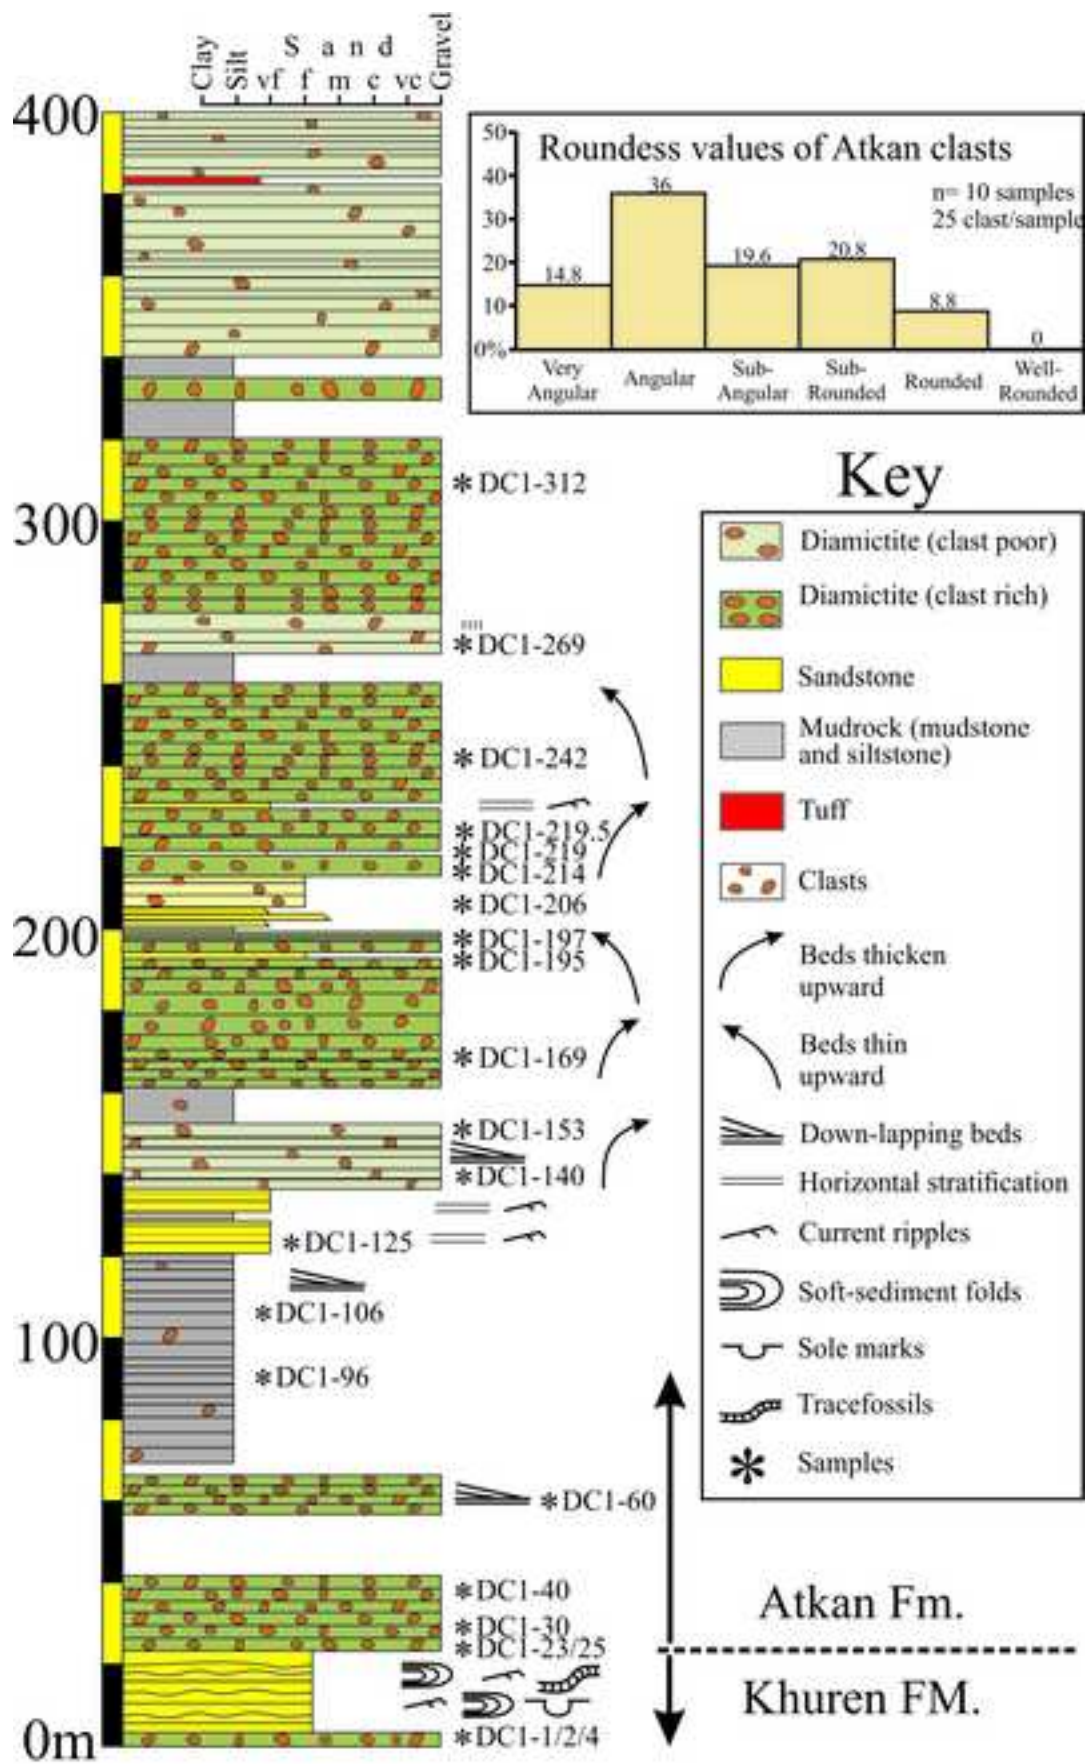 Clay
Silt
S a n d
vf f m c vc
Gravel
400
300
200
100
0m
Roundess values of Atkan clasts
n= 10 samples
25 clast/sample
50
40
30
20
10
0%
14.8
36
19.6
20.8
8.8
0
Very
Angular
Angular
Sub-
Angular
Sub-
Rounded
Rounded
Well-
Rounded
*DC1-312
*DC1-269
*DC1-242
*DC1-219.5
*DC1-219
*DC1-214
*DC1-206
*DC1-197
*DC1-195
*DC1-169
*DC1-153
*DC1-140
*DC1-125
*DC1-106
*DC1-96
*DC1-60
*DC1-40
*DC1-30
*DC1-23/25
*DC1-1/2/4
Key
Diamictite (clast poor)
Diamictite (clast rich)
Sandstone
Mudrock (mudstone
and siltstone)
Tuff
Clasts
Beds thicken
upward
Beds thin
upward
Down-lapping beds
Horizontal stratification
Current ripples
Soft-sediment folds
Sole marks
Tracefossils
* Samples
Atkan Fm.
Khuren FM.